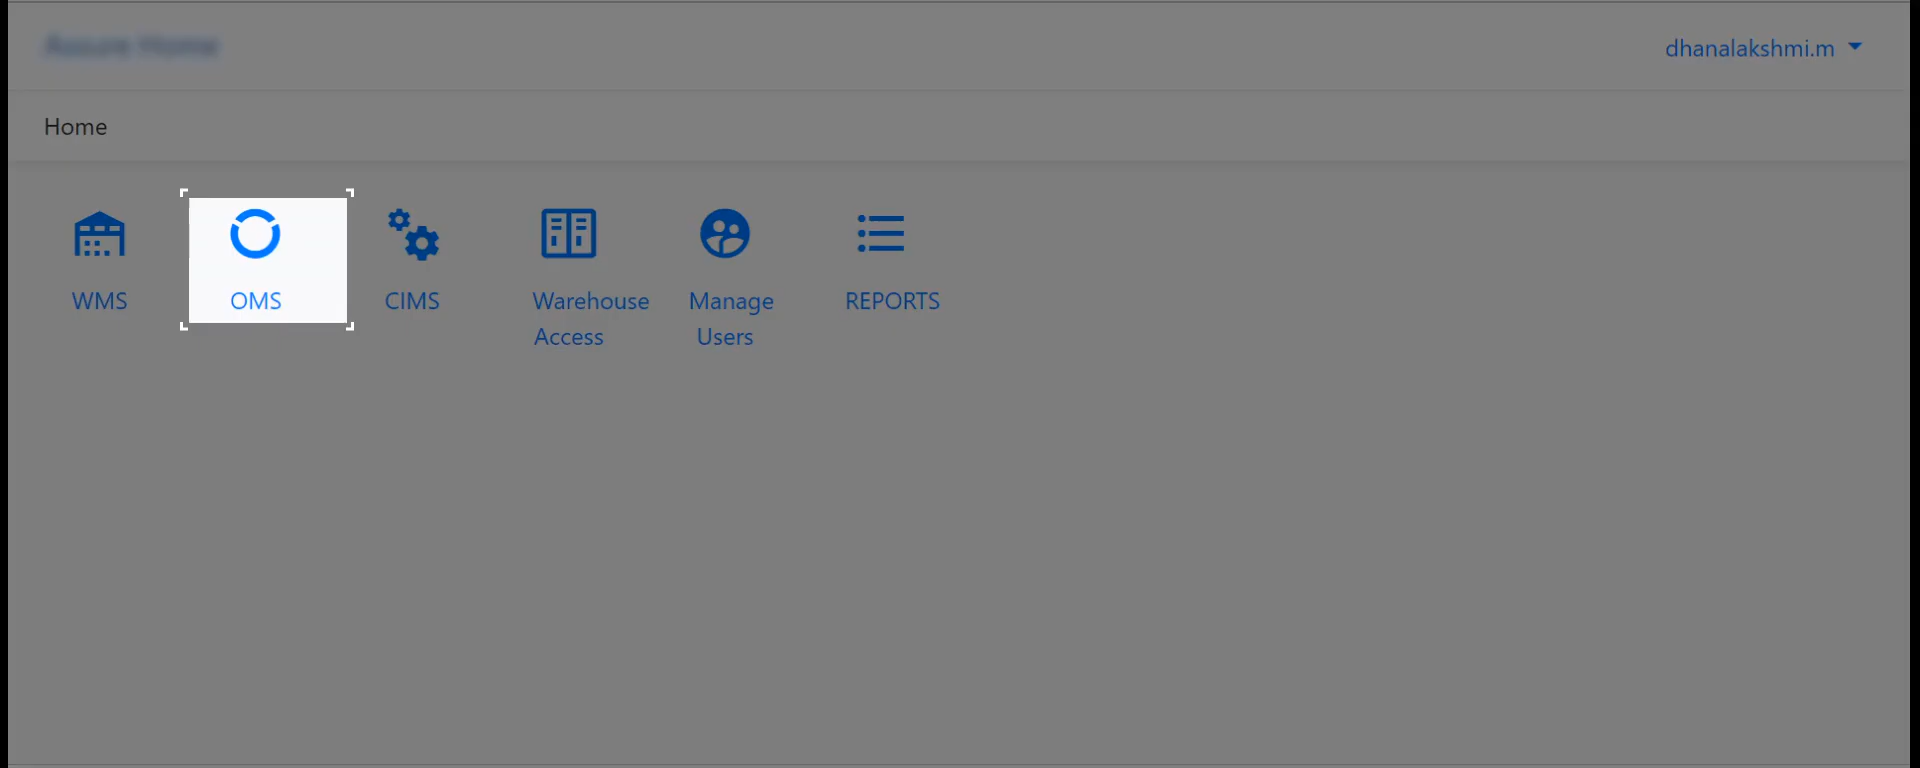 dhanalakshmi.m
Home
WMS
OMS
CIMS
Warehouse
Access
Manage
Users
REPORTS